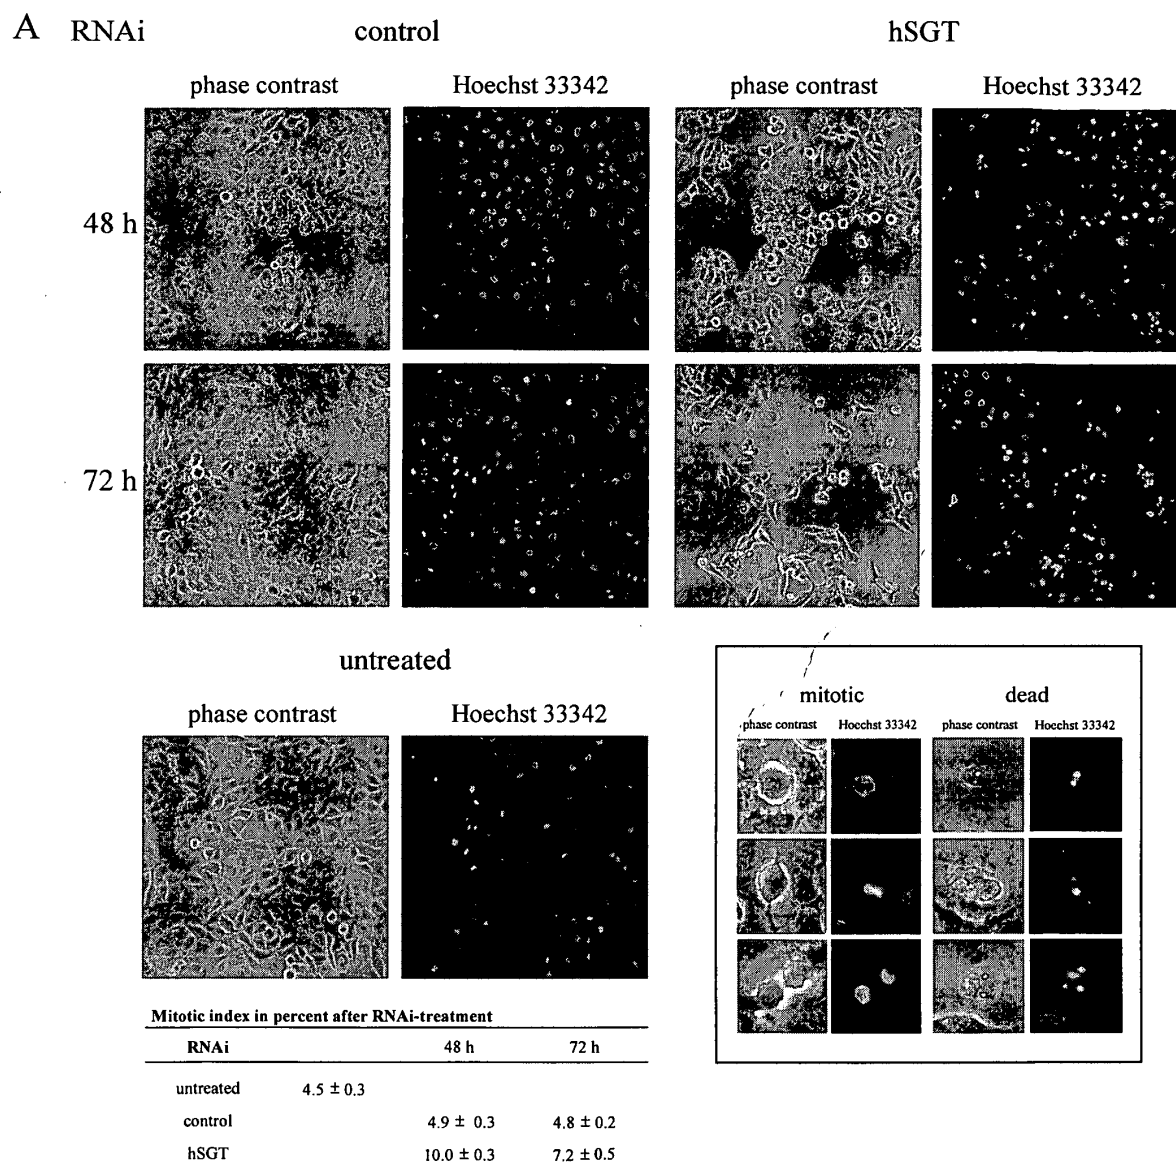 A RNAi control hSGT
phase contrast Hoechst 33342 phase contrast Hoechst 33342
48 h
72 h
untreated
phase contrast Hoechst 33342
mitotic dead
phase contrast Hoechst 33342 phase contrast Hoechst 33342
Mitotic index in percent after RNAi-treatment
RNAi 48 h 72 h
untreated 4.5 ± 0.3
control 4.9 ± 0.3 4.8 ± 0.2
hSGT 10.0 ± 0.3 7.2 ± 0.5